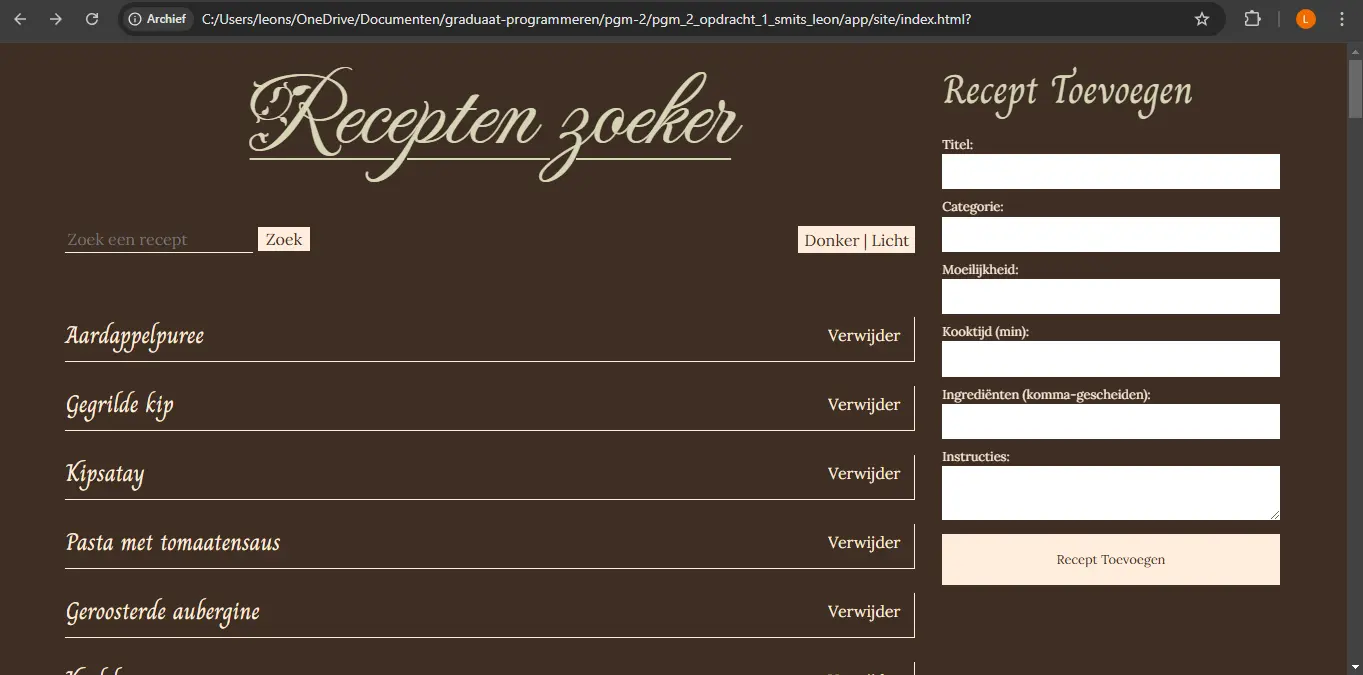 Archief C:/Users/leons/OneDrive/Documenten/graduaat-programmeren/pgm-2/pgm_2_opdracht_1_smits_leon/app/site/index.html? L
Recepten zoeker
Zoek een recept Zoek Donker | Licht
Aardappelpuree Verwijder
Gegrilde kip Verwijder
Kipsatay Verwijder
Pasta met tomaatensaus Verwijder
Geroosterde aubergine Verwijder
Recept Toevoegen
Titel:
Categorie:
Moeilijkheid:
Kooktijd (min):
Ingrediënten (komma-gescheiden):
Instructies:
Recept Toevoegen